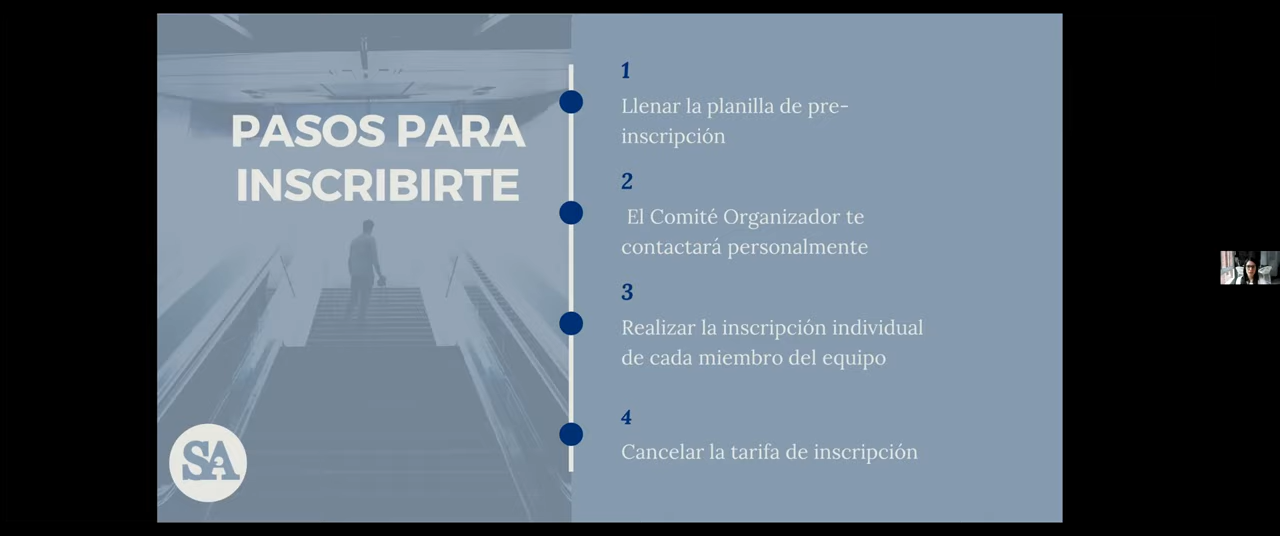 PASOS PARA
INSCRIBIRTE
SA
1
Llenar la planilla de pre-
inscripción
2
El Comité Organizador te
contactará personalmente
3
Realizar la inscripción individual
de cada miembro del equipo
4
Cancelar la tarifa de inscripción